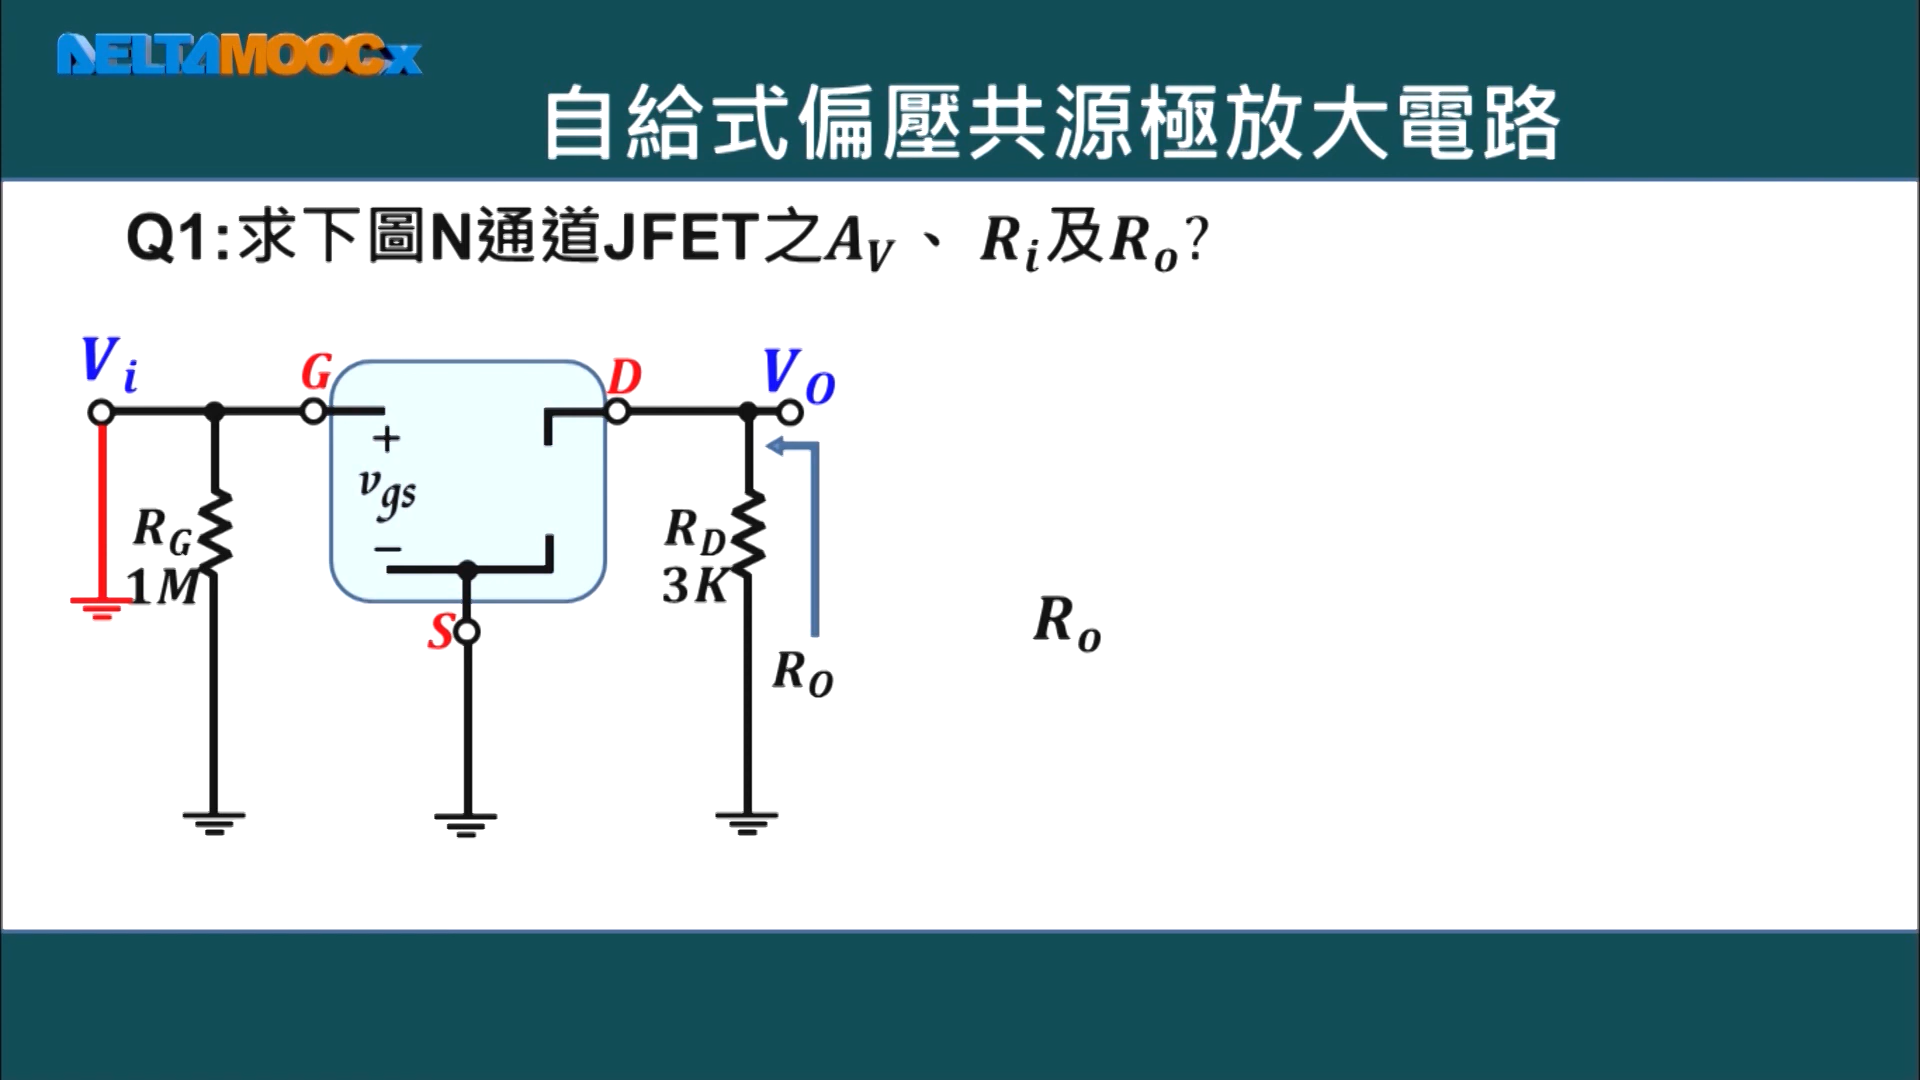 DELTAMOOCx
自給式偏壓共源極放大電路
Q1:求下圖N通道JFET之A_V、R_i及R_o?
V_i
G
D
V_O
+
v_gs
−
R_G
1M
R_D
3K
S
R_O
R_o